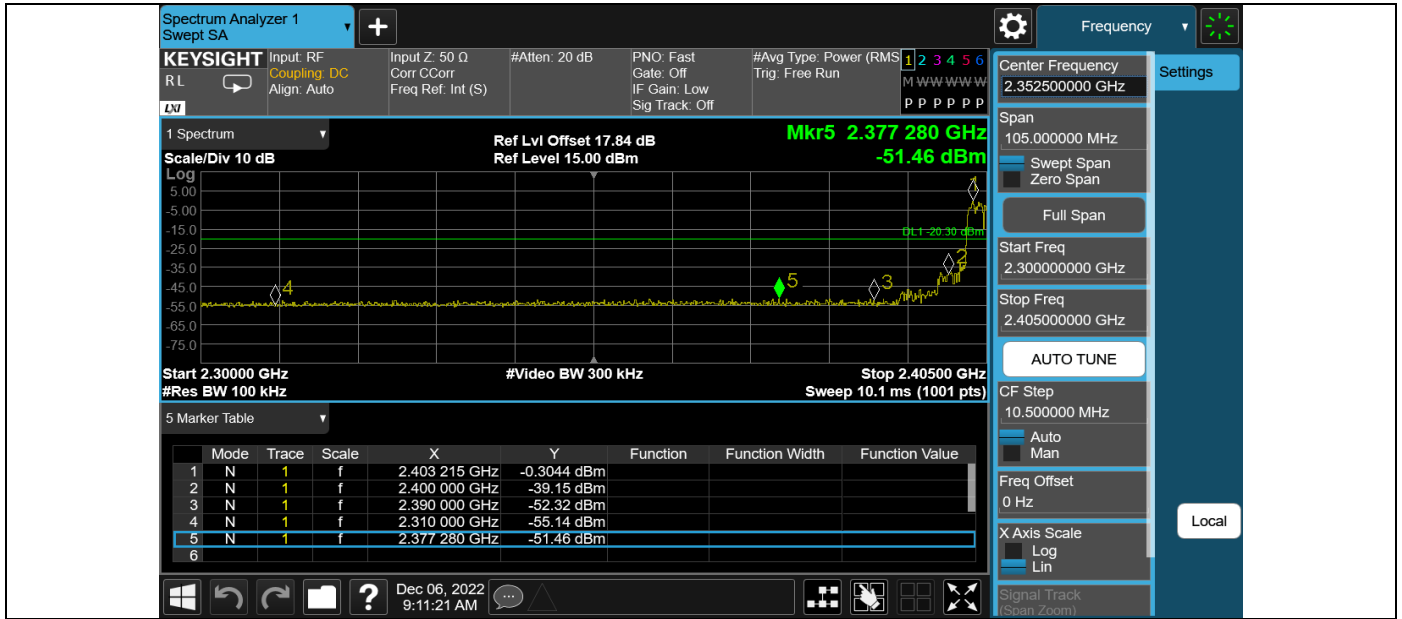 Spectrum Analyzer 1
Swept SA
Frequency
KEYSIGHT
RL
LXI
Input: RF
Coupling: DC
Align: Auto
Input Z: 50 Ω
Corr CCorr
Freq Ref: Int (S)
#Atten: 20 dB
PNO: Fast
Gate: Off
IF Gain: Low
Sig Track: Off
#Avg Type: Power (RMS
Trig: Free Run
1 2 3 4 5 6
M W W W W W
P P P P P P
1 Spectrum
Scale/Div 10 dB
Ref Lvl Offset 17.84 dB
Ref Level 15.00 dBm
Mkr5 2.377 280 GHz
-51.46 dBm
Log
5.00
-5.00
-15.0
-25.0
-35.0
-45.0
-55.0
-65.0
-75.0
DL1 -20.30 dBm
1
2
3
4
5
Start 2.30000 GHz
#Res BW 100 kHz
#Video BW 300 kHz
Stop 2.40500 GHz
Sweep 10.1 ms (1001 pts)
5 Marker Table
Mode Trace Scale X Y Function Function Width Function Value
1 N 1 f 2.403 215 GHz -0.3044 dBm
2 N 1 f 2.400 000 GHz -39.15 dBm
3 N 1 f 2.390 000 GHz -52.32 dBm
4 N 1 f 2.310 000 GHz -55.14 dBm
5 N 1 f 2.377 280 GHz -51.46 dBm
6
Dec 06, 2022
9:11:21 AM
Center Frequency
2.352500000 GHz
Span
105.000000 MHz
Swept Span
Zero Span
Full Span
Start Freq
2.300000000 GHz
Stop Freq
2.405000000 GHz
AUTO TUNE
CF Step
10.500000 MHz
Auto
Man
Freq Offset
0 Hz
X Axis Scale
Log
Lin
Signal Track
(Span Zoom)
Settings
Local